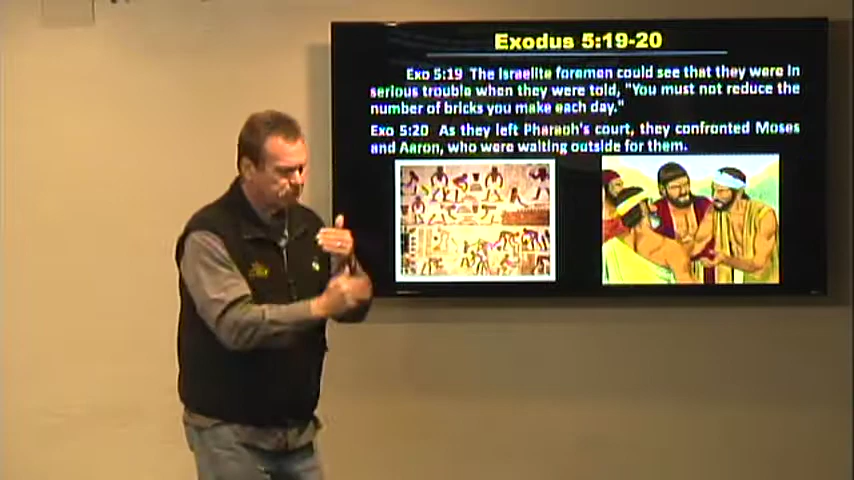 Exodus 5:19-20
Exo 5:19 The Israelite foremen could see that they were in
serious trouble when they were told, "You must not reduce the
number of bricks you make each day."
Exo 5:20 As they left Pharaoh's court, they confronted Moses
and Aaron, who were waiting outside for them.